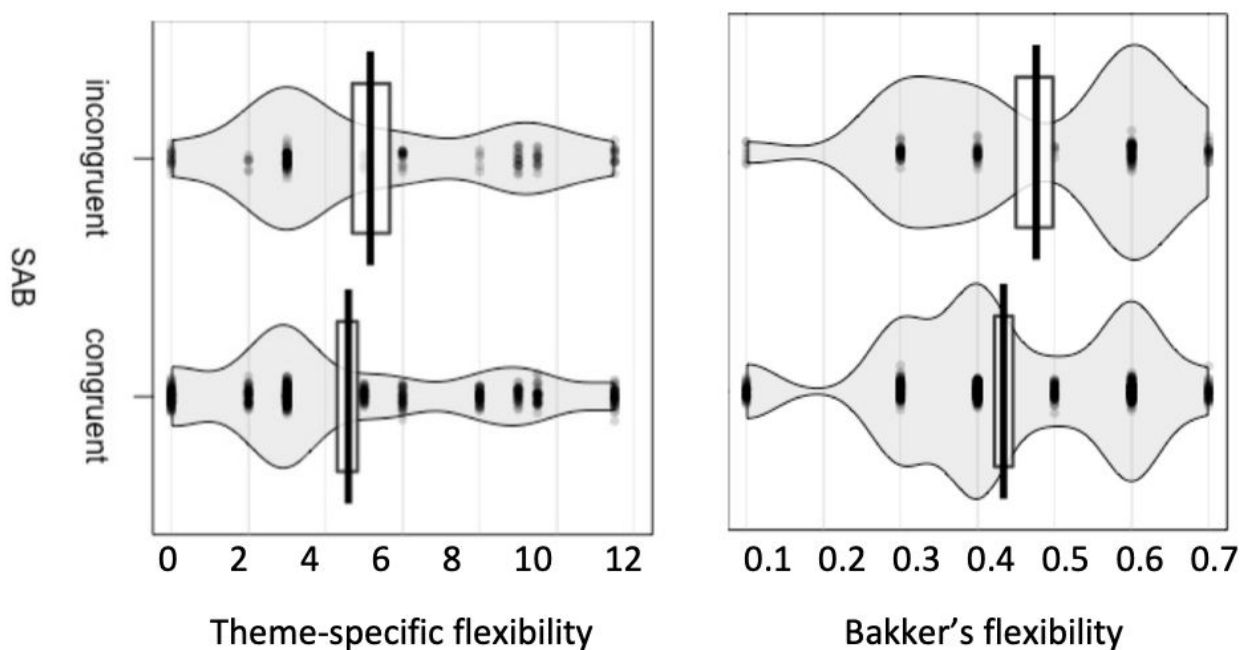 SAB
incongruent
congruent
0 2 4 6 8 10 12
Theme-specific flexibility
0.1 0.2 0.3 0.4 0.5 0.6 0.7
Bakker’s flexibility